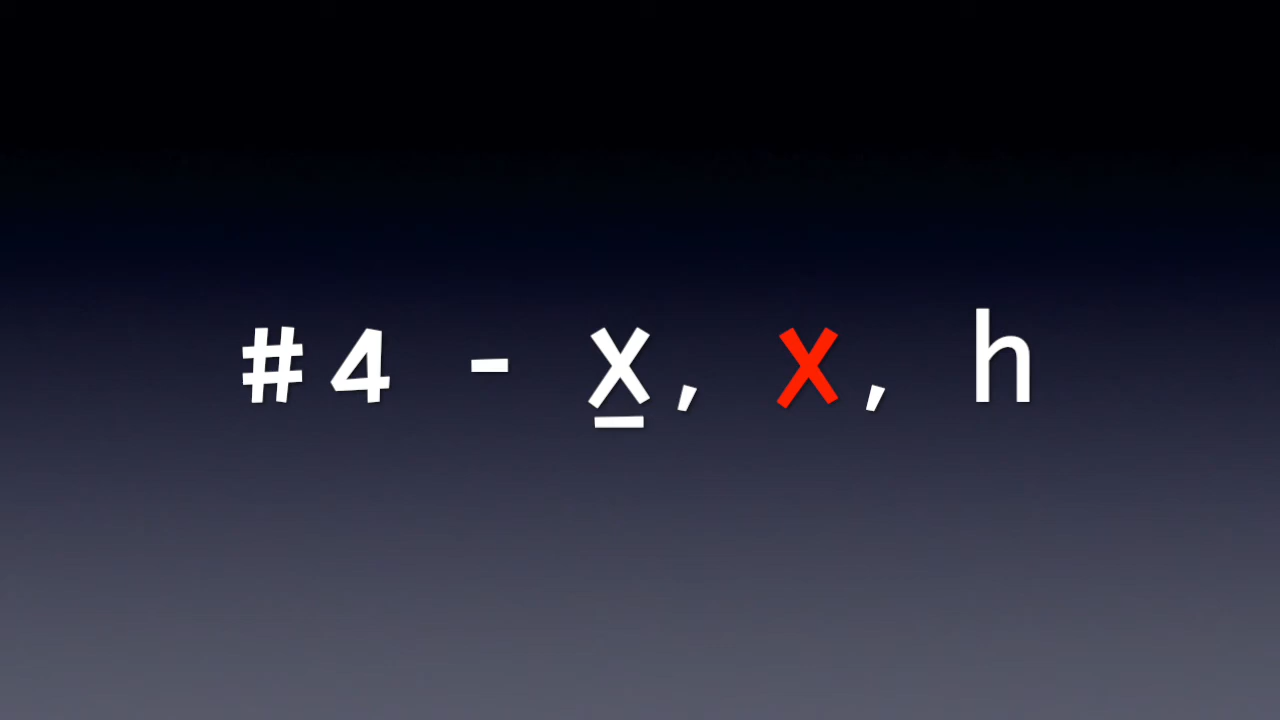 #4 - x̲, x, h